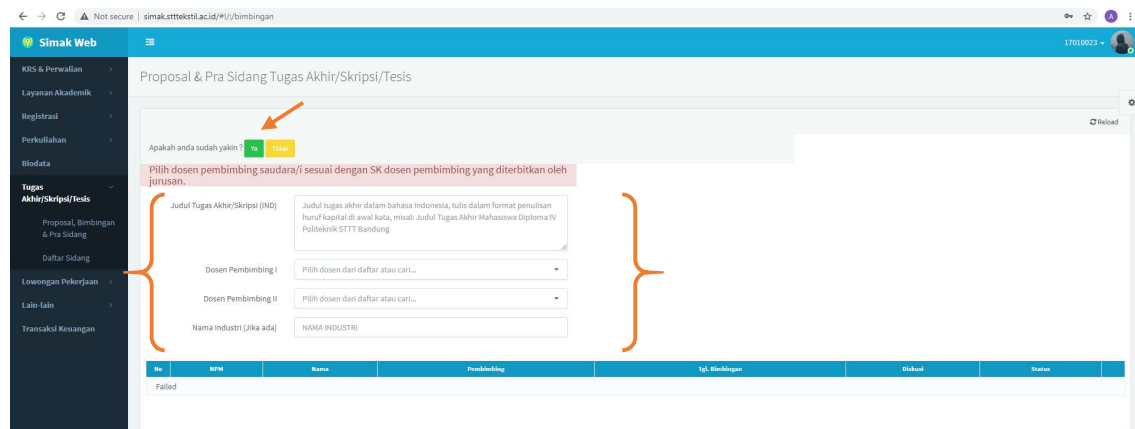 Not secure | simak.stttekstil.ac.id/#!/:/bimbingan
A
Simak Web
17010023
KRS & Perwalian
Layanan Akademik
Registrasi
Perkuliahan
Biodata
Tugas
Akhir/Skripsi/Tesis
Proposal, Bimbingan
& Pra Sidang
Daftar Sidang
Lowongan Pekerjaan
Lain-lain
Transaksi Keuangan
Proposal & Pra Sidang Tugas Akhir/Skripsi/Tesis
Reload
Apakah anda sudah yakin ? Ya Tidak
Pilih dosen pembimbing saudara/i sesuai dengan SK dosen pembimbing yang diterbitkan oleh
jurusan.
Judul Tugas Akhir/Skripsi (IND)
Judul tugas akhir dalam bahasa Indonesia, tulis dalam format penulisan
huruf kapital di awal kata, misal: Judul Tugas Akhir Mahasiswa Diploma IV
Politeknik STTT Bandung
Dosen Pembimbing I Pilih dosen dari daftar atau cari...
Dosen Pembimbing II Pilih dosen dari daftar atau cari...
Nama Industri (Jika ada) NAMA INDUSTRI
No NPM Nama Pembimbing Tgl. Bimbingan Diskusi Status
Failed